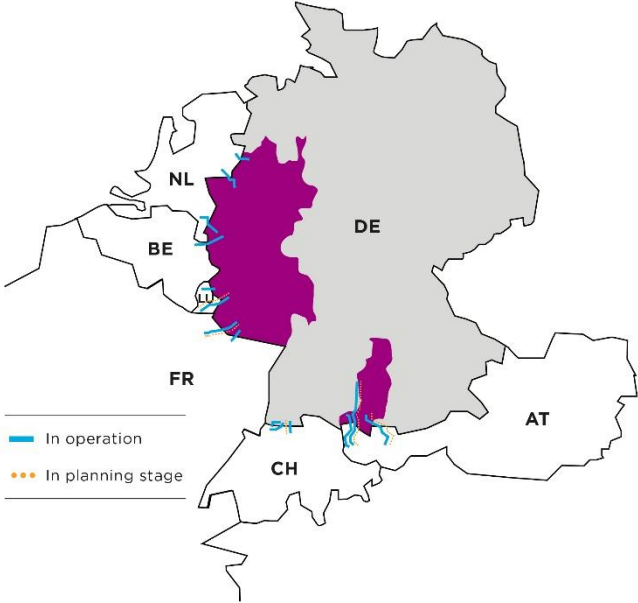 NL
DE
BE
LU
FR
AT
In operation
CH
In planning stage